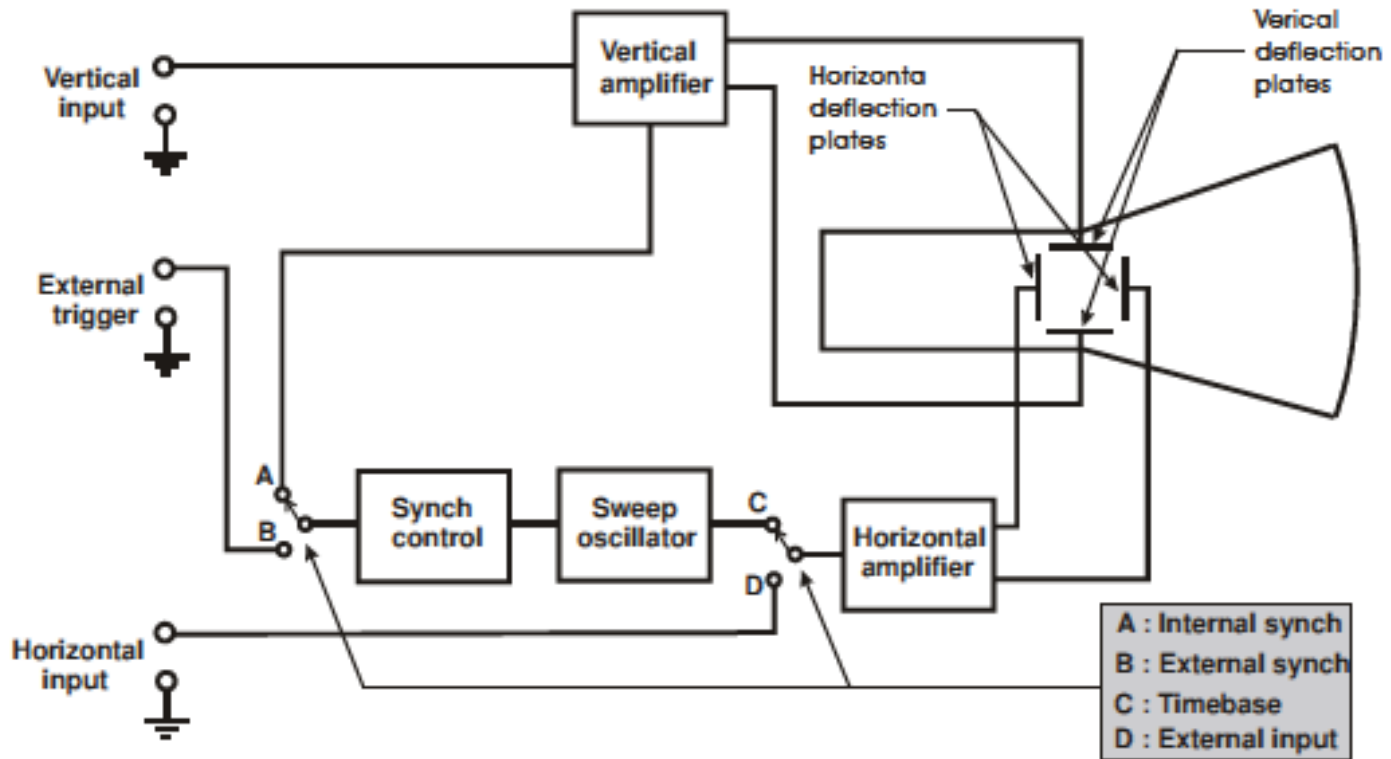 Vertical
input
Vertical
amplifier
Horizonta
deflection
plates
Verical
deflection
plates
External
trigger
A
B
Synch
control
Sweep
oscillator
C
D
Horizontal
amplifier
Horizontal
input
A : Internal synch
B : External synch
C : Timebase
D : External input